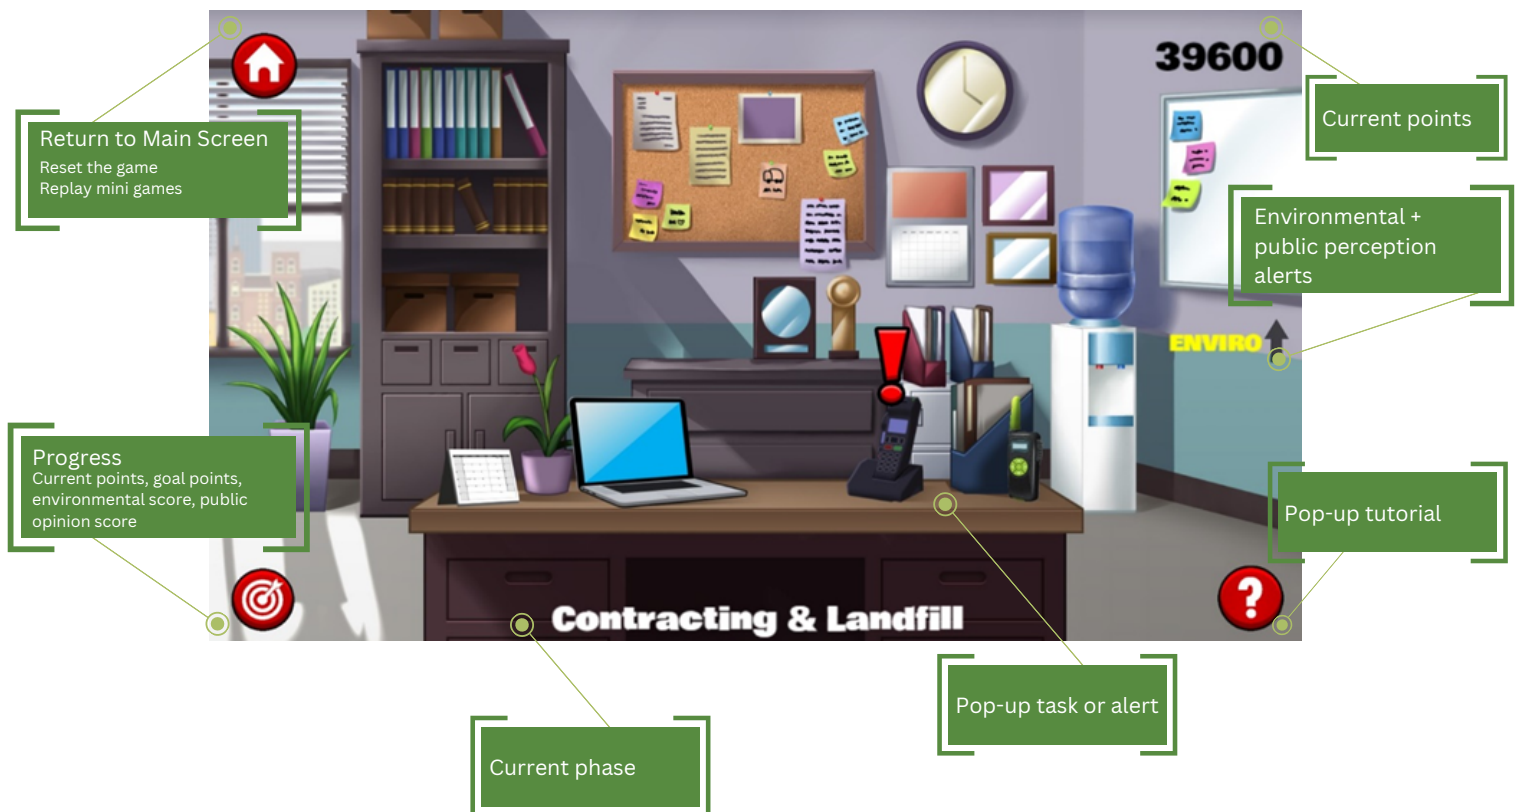 39600
Return to Main Screen
Reset the game
Replay mini games
Current points
Environmental +
public perception
alerts
ENVIRO
Progress
Current points, goal points,
environmental score, public
opinion score
Pop-up tutorial
?
!
Contracting & Landfill
Pop-up task or alert
Current phase